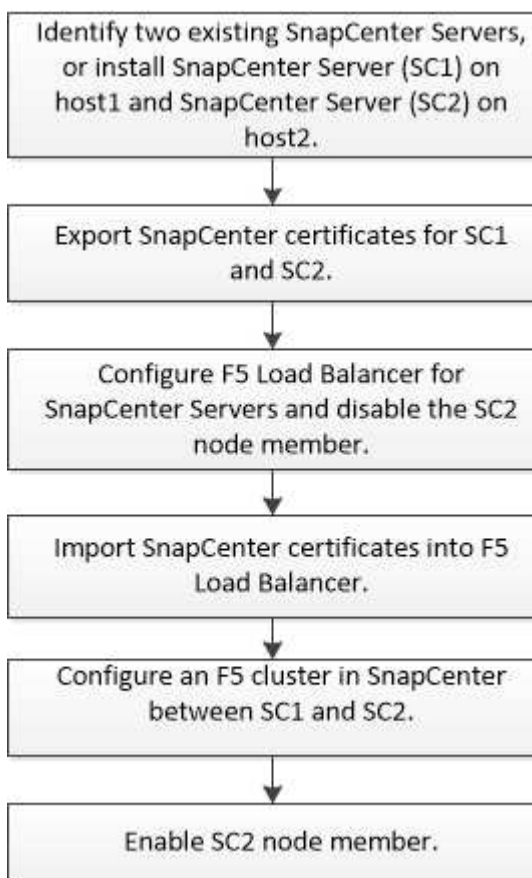 Identify two existing SnapCenter Servers,
or install SnapCenter Server (SC1) on
host1 and SnapCenter Server (SC2) on
host2.
Export SnapCenter certificates for SC1
and SC2.
Configure F5 Load Balancer for
SnapCenter Servers and disable the SC2
node member.
Import SnapCenter certificates into F5
Load Balancer.
Configure an F5 cluster in SnapCenter
between SC1 and SC2.
Enable SC2 node member.